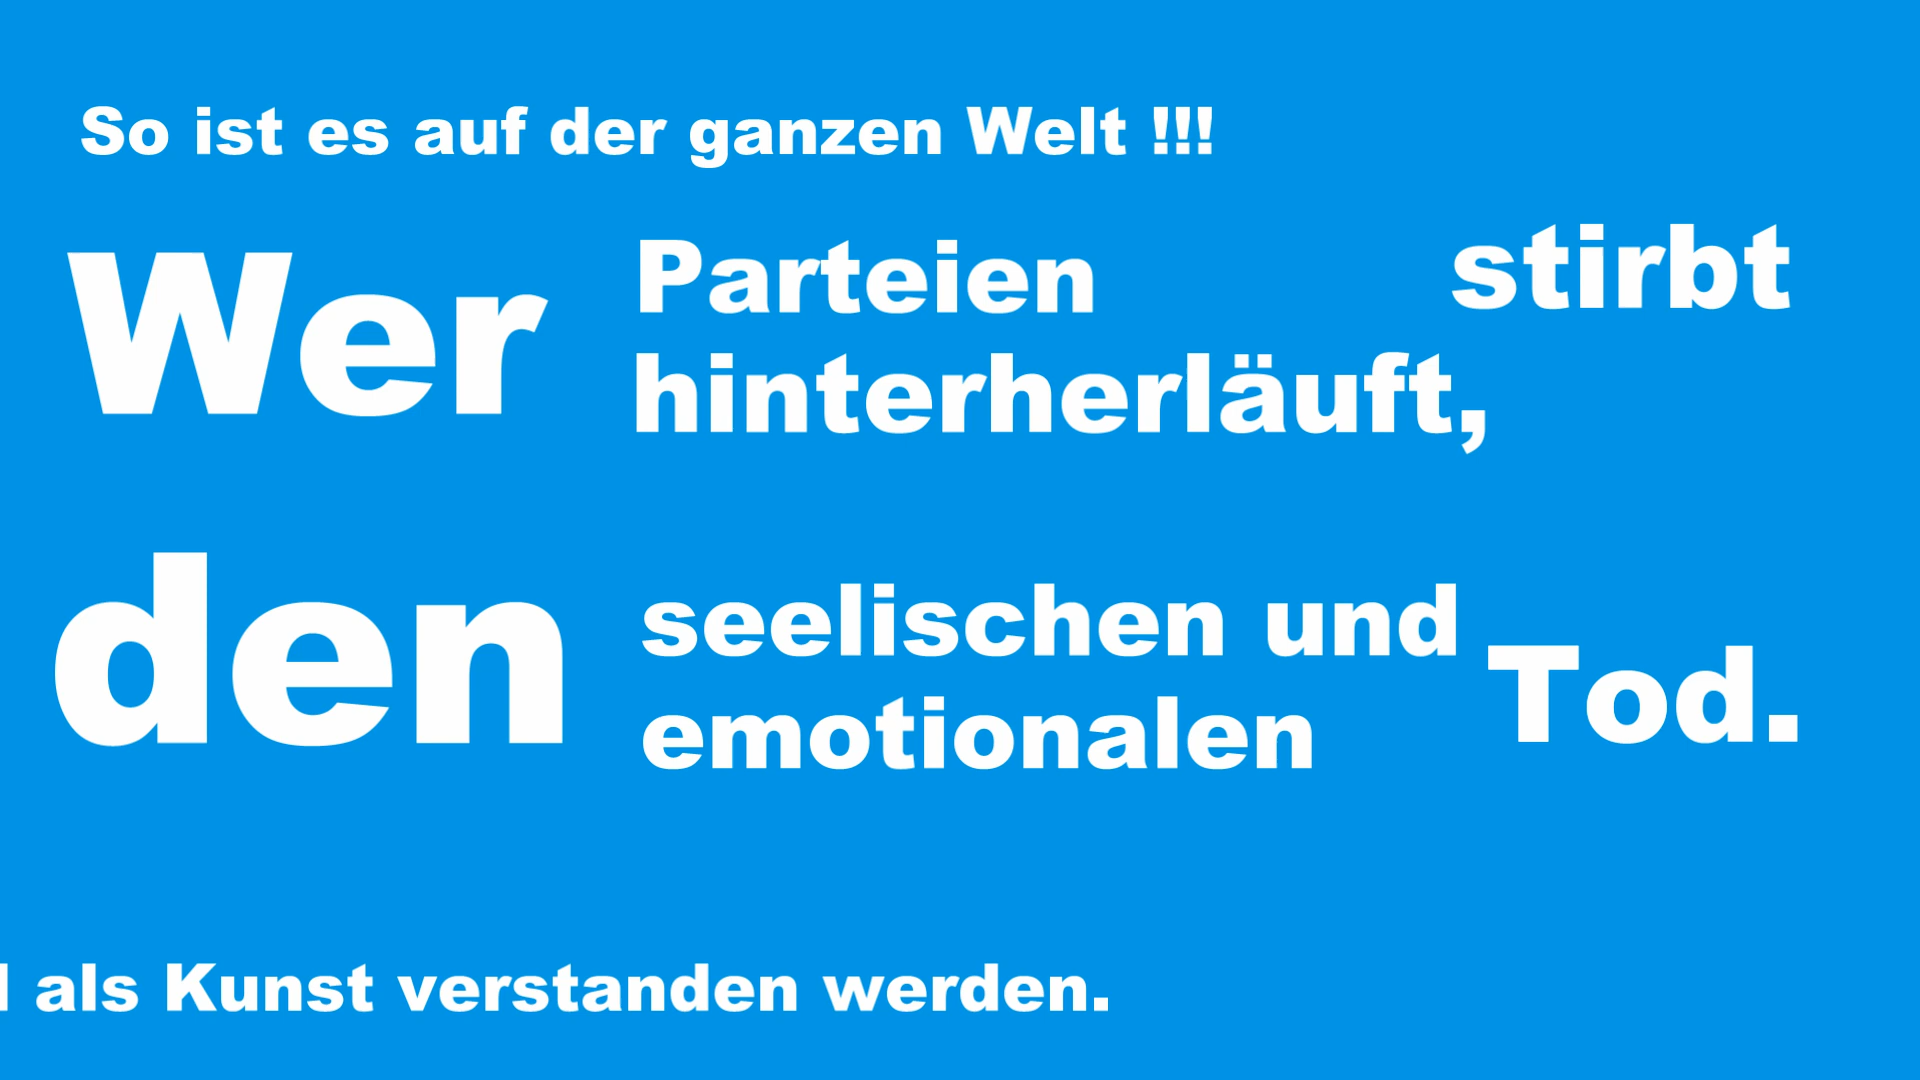 So ist es auf der ganzen Welt !!!
Wer
Parteien
hinterherläuft,
stirbt
den
seelischen und
emotionalen
Tod.
als Kunst verstanden werden.